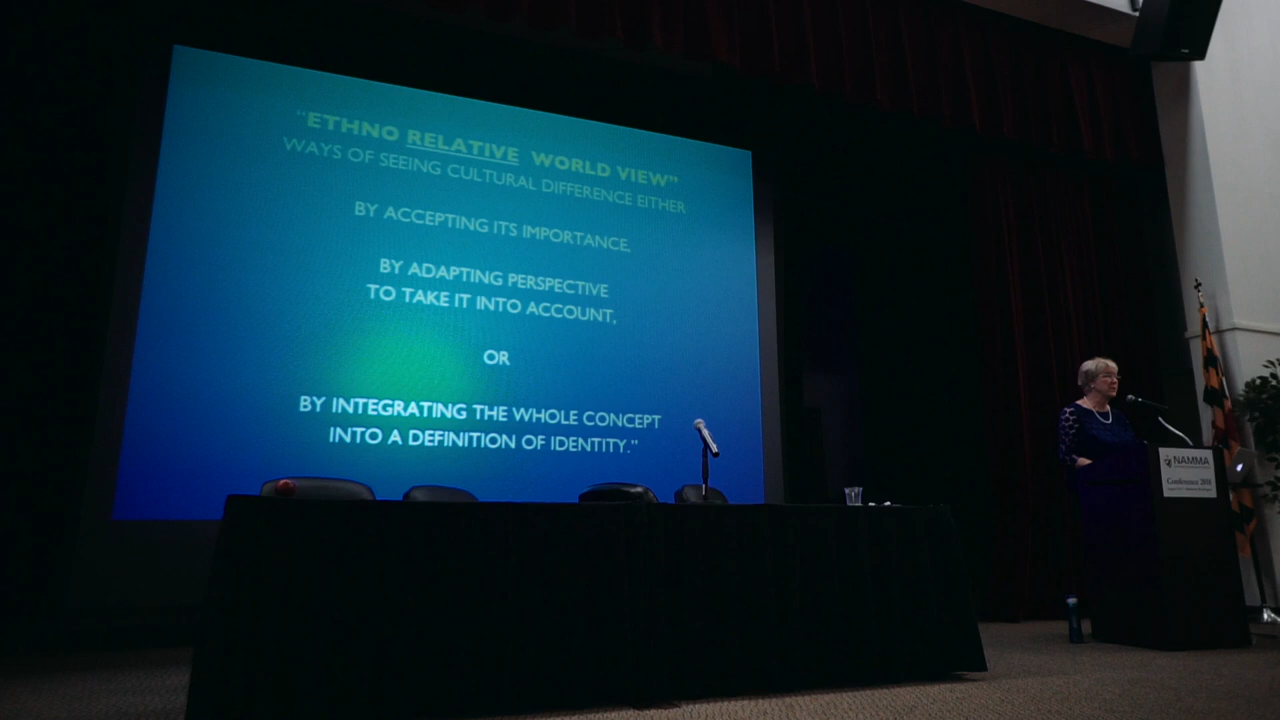 “ETHNO RELATIVE WORLD VIEW”
WAYS OF SEEING CULTURAL DIFFERENCE EITHER
BY ACCEPTING ITS IMPORTANCE,
BY ADAPTING PERSPECTIVE
TO TAKE IT INTO ACCOUNT,
OR
BY INTEGRATING THE WHOLE CONCEPT
INTO A DEFINITION OF IDENTITY.”
NAMMA
Conference